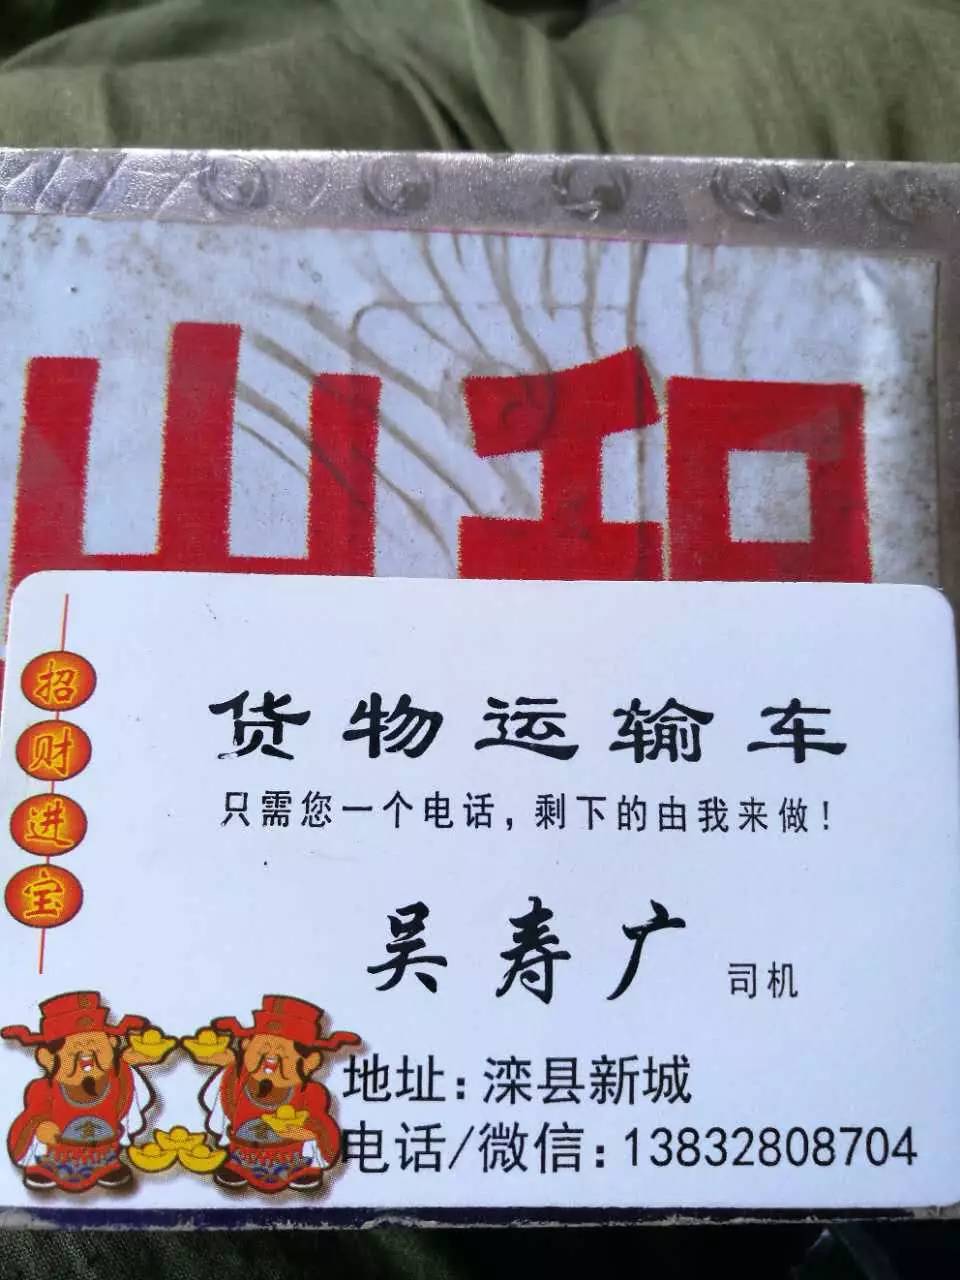 招财进宝
货物运输车
只需您一个电话，剩下的由我来做！
吴寿广 司机
地址：滦县新城
电话/微信：13832808704